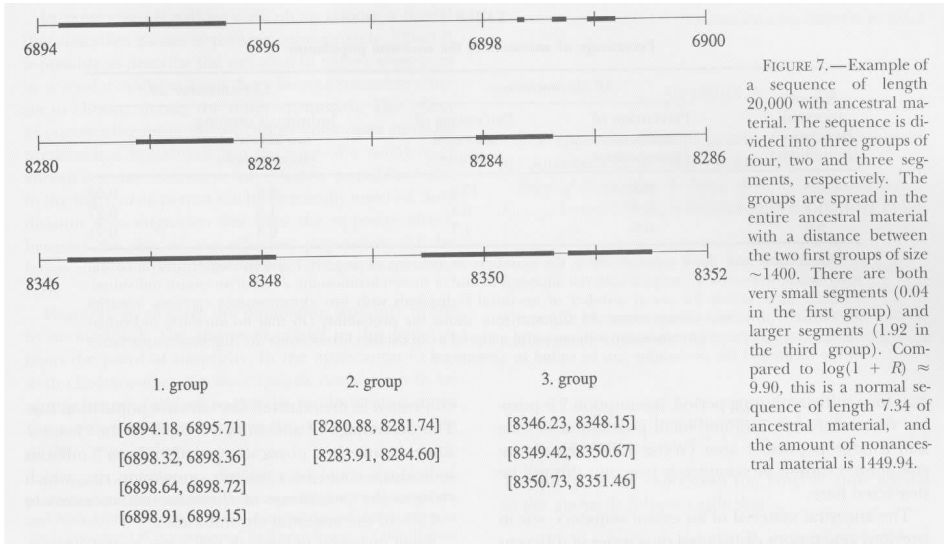 6894 6896 6898 6900
8280 8282 8284 8286
8346 8348 8350 8352
FIGURE 7.—Example of
a sequence of length
20,000 with ancestral ma-
terial. The sequence is di-
vided into three groups of
four, two and three seg-
ments, respectively. The
groups are spread in the
entire ancestral material
with a distance between
the two first groups of size
~1400. There are both
very small segments (0.04
in the first group) and
larger segments (1.92 in
the third group). Com-
pared to log(1 + R) ≈
9.90, this is a normal se-
quence of length 7.34 of
ancestral material, and
the amount of nonances-
tral material is 1449.94.
1. group 2. group 3. group
[6894.18, 6895.71] [8280.88, 8281.74] [8346.23, 8348.15]
[6898.32, 6898.36] [8283.91, 8284.60] [8349.42, 8350.67]
[6898.64, 6898.72] [8350.73, 8351.46]
[6898.91, 6899.15]